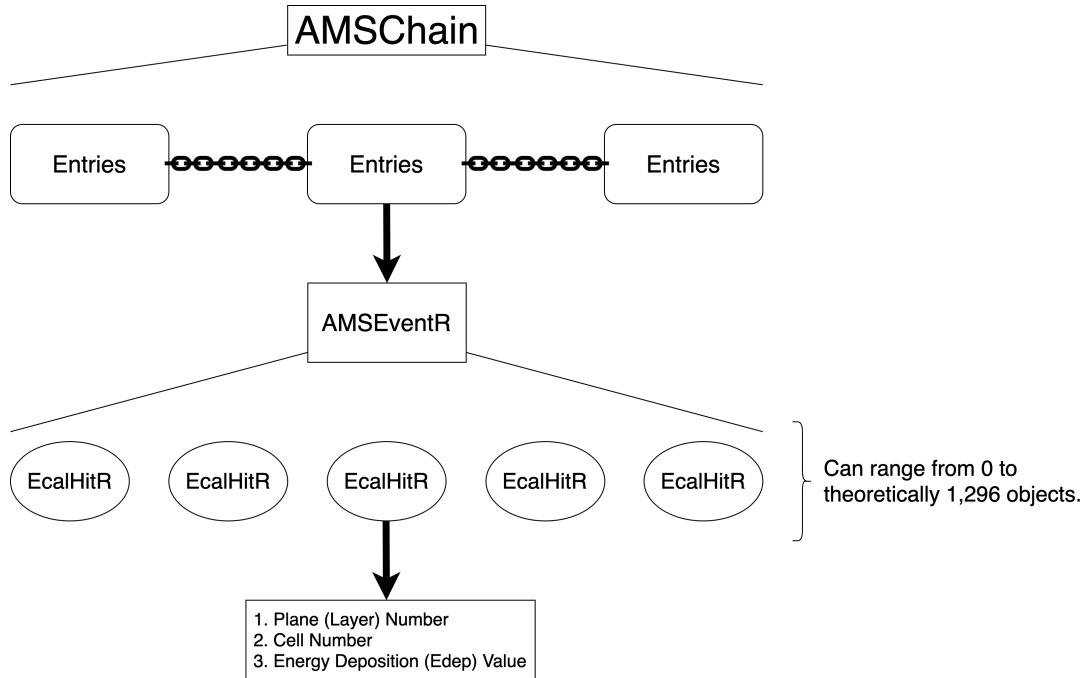 AMSChain
Entries
Entries
Entries
AMSEventR
EcalHitR
EcalHitR
EcalHitR
EcalHitR
EcalHitR
Can range from 0 to
theoretically 1,296 objects.
1. Plane (Layer) Number
2. Cell Number
3. Energy Deposition (Edep) Value